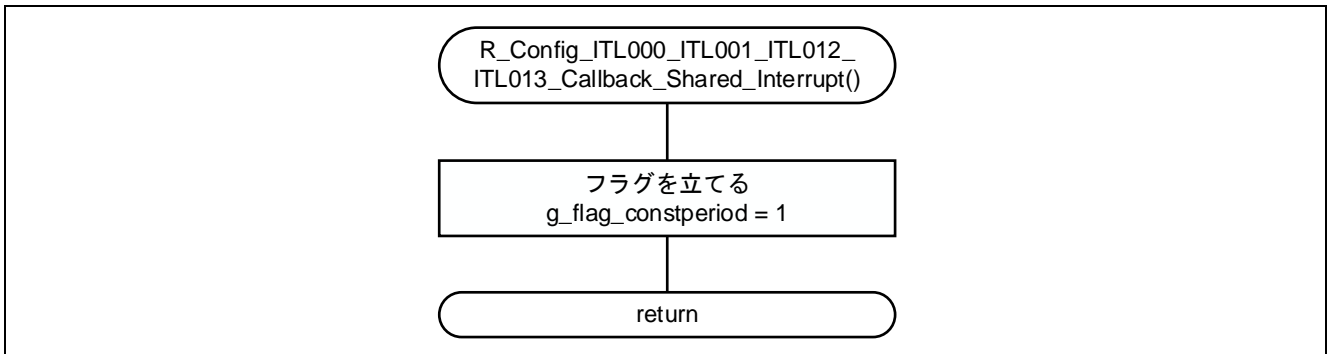 R_Config_ITL000_ITL001_ITL012_
ITL013_Callback_Shared_Interrupt()
フラグを立てる
g_flag_constperiod = 1
return